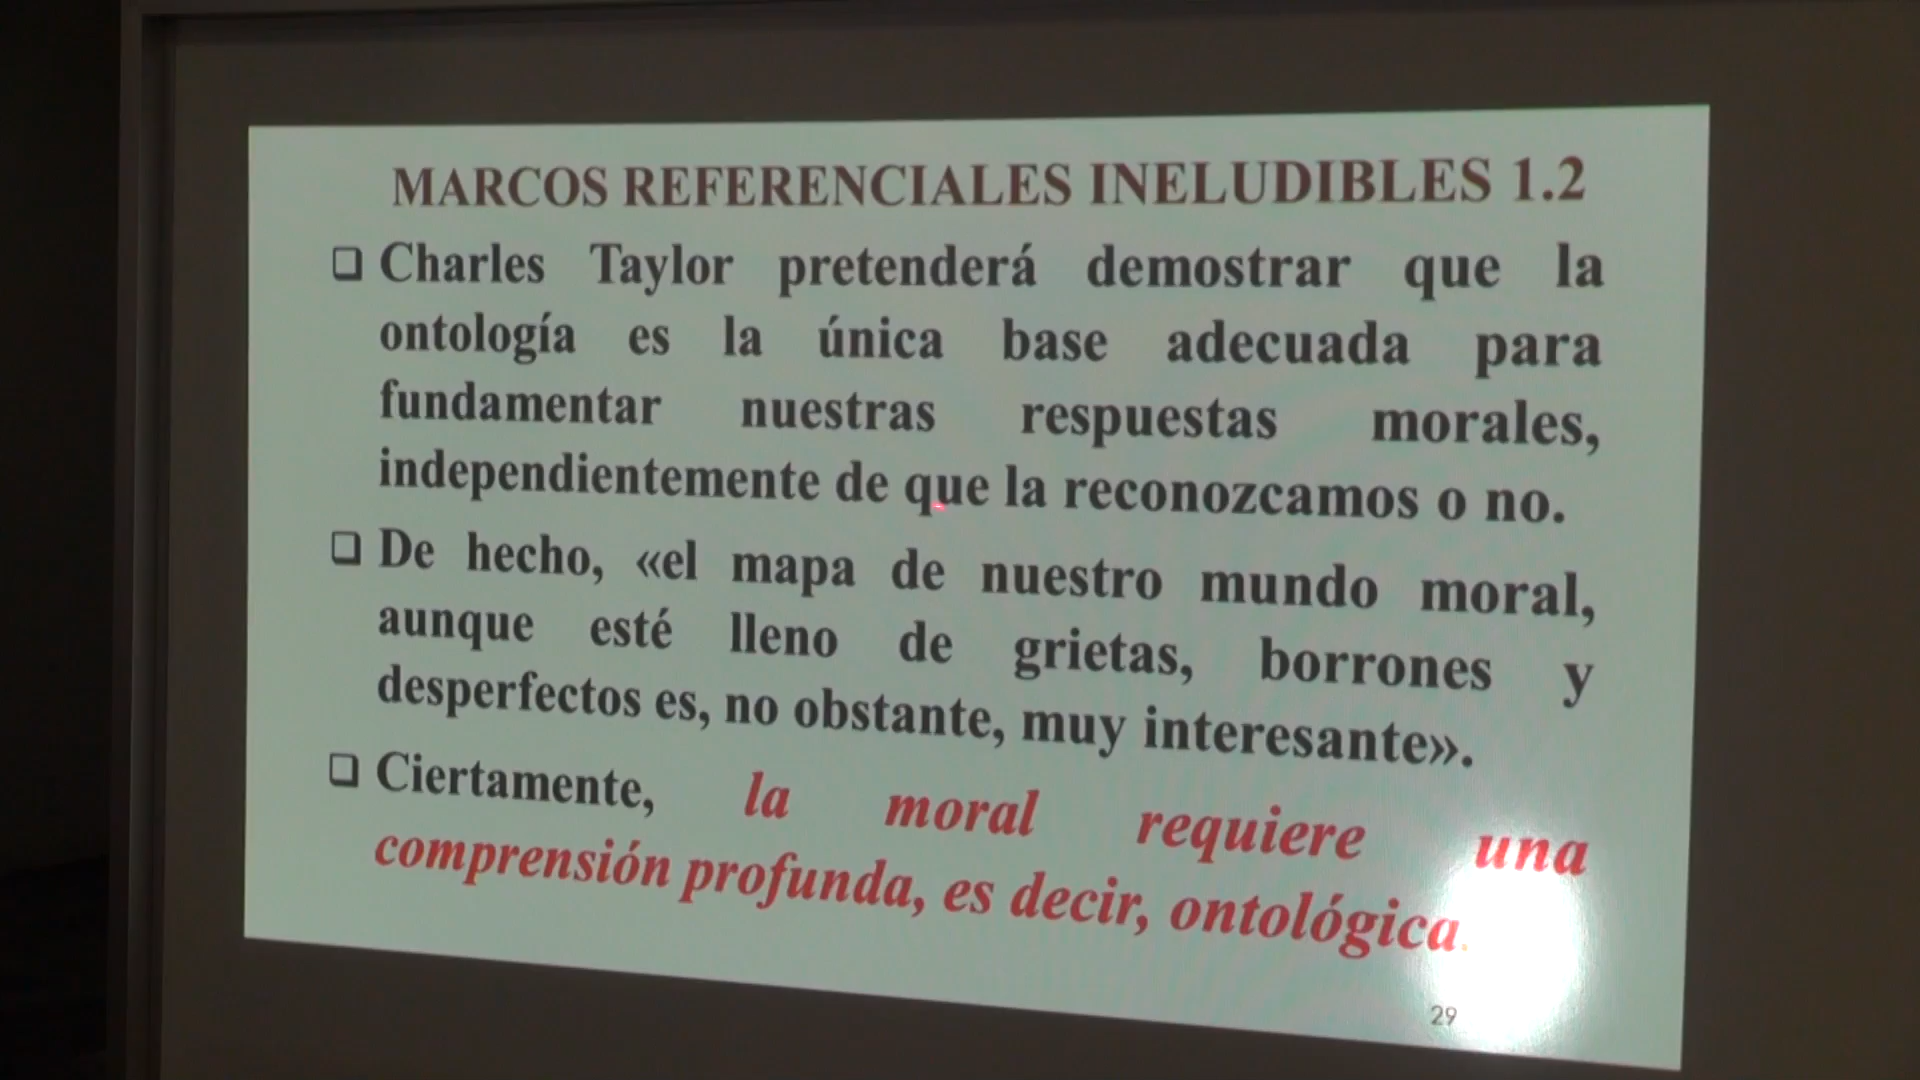 MARCOS REFERENCIALES INELUDIBLES 1.2
❑ Charles Taylor pretenderá demostrar que la
ontología es la única base adecuada para
fundamentar nuestras respuestas morales,
independientemente de que la reconozcamos o no.
❑ De hecho, «el mapa de nuestro mundo moral,
aunque esté lleno de grietas, borrones y
desperfectos es, no obstante, muy interesante».
❑ Ciertamente, la moral requiere una
comprensión profunda, es decir, ontológica.
29